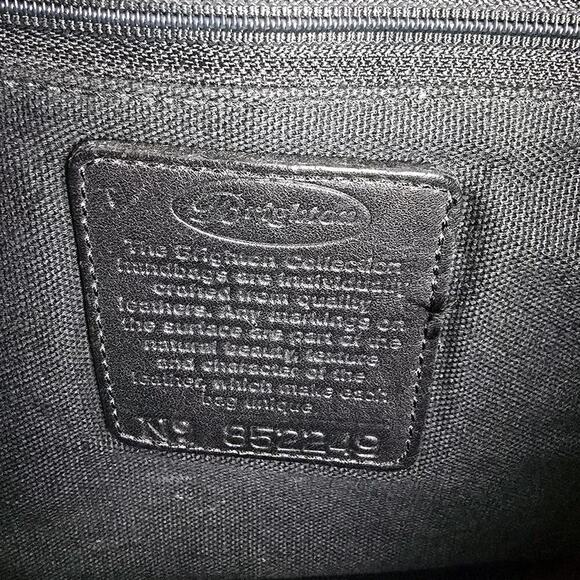 Brighton
The Brighton Collection
handbags are individually
crafted from quality
leathers. Any markings on
the surface are part of the
natural beauty, texture
and character of the
leather, which make each
bag unique
No: 852249